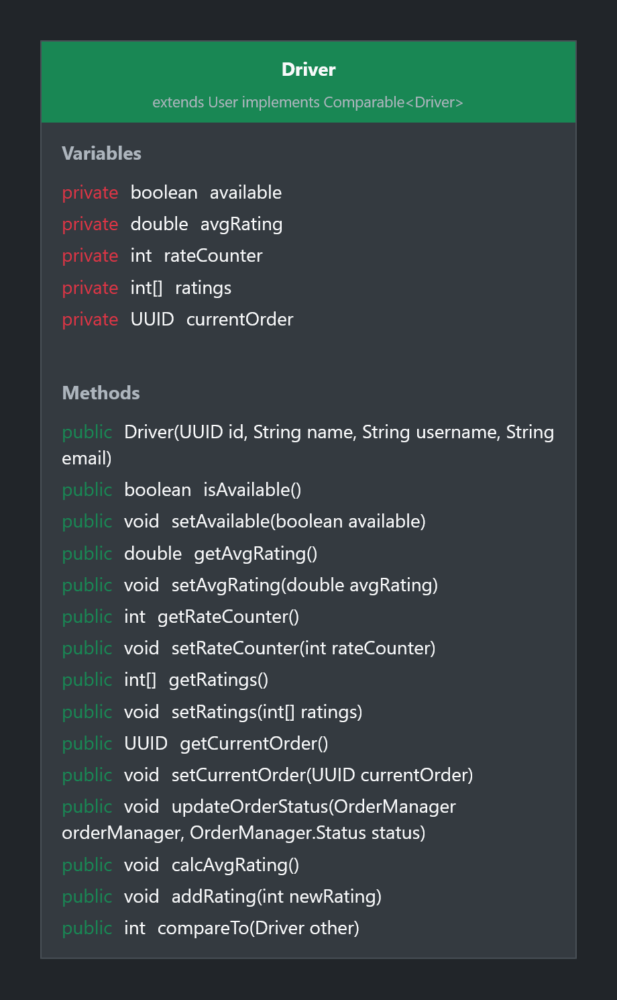 Driver
extends User implements Comparable<Driver>
Variables
private boolean available
private double avgRating
private int rateCounter
private int[] ratings
private UUID currentOrder
Methods
public Driver(UUID id, String name, String username, String
email)
public boolean isAvailable()
public void setAvailable(boolean available)
public double getAvgRating()
public void setAvgRating(double avgRating)
public int getRateCounter()
public void setRateCounter(int rateCounter)
public int[] getRatings()
public void setRatings(int[] ratings)
public UUID getCurrentOrder()
public void setCurrentOrder(UUID currentOrder)
public void updateOrderStatus(OrderManager
orderManager, OrderManager.Status status)
public void calcAvgRating()
public void addRating(int newRating)
public int compareTo(Driver other)